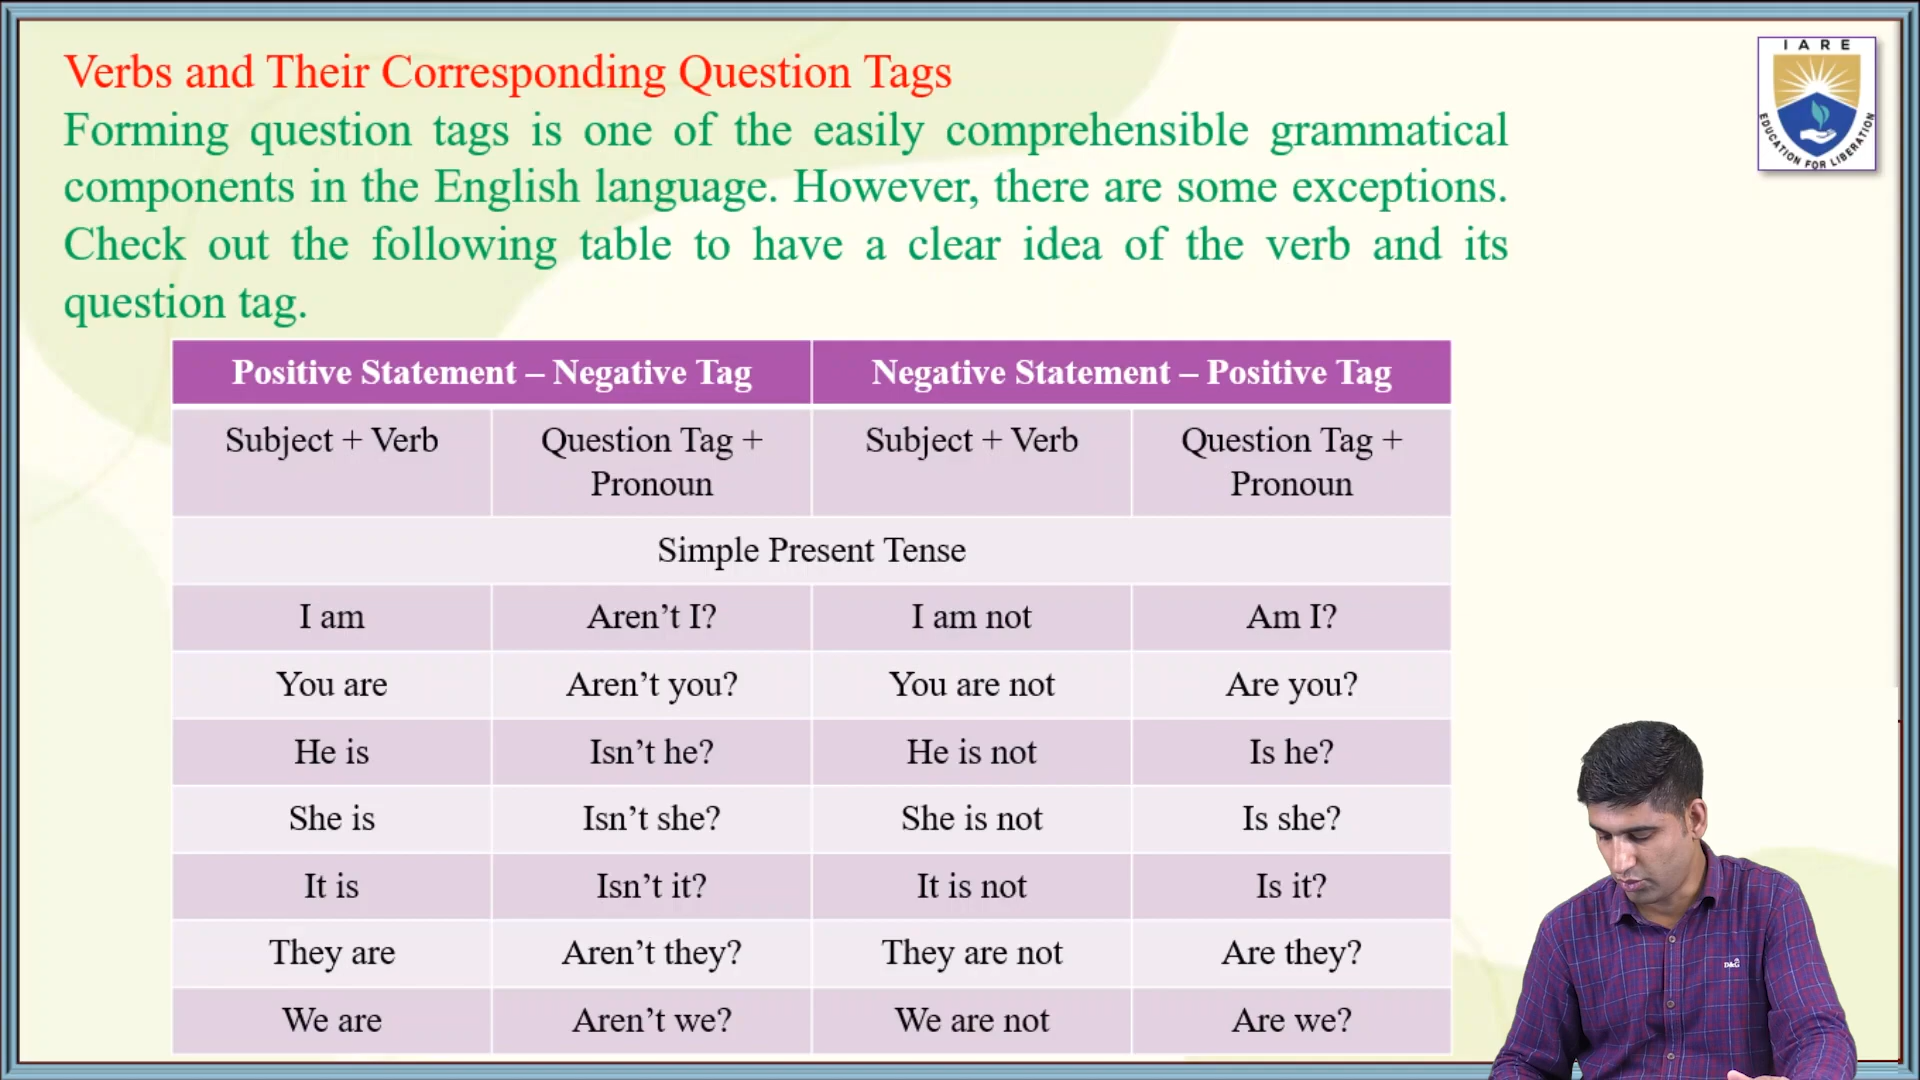 Verbs and Their Corresponding Question Tags
Forming question tags is one of the easily comprehensible grammatical
components in the English language. However, there are some exceptions.
Check out the following table to have a clear idea of the verb and its
question tag.
IARE
EDUCATION FOR LIBERATION
Positive Statement – Negative Tag Negative Statement – Positive Tag
Subject + Verb Question Tag + Pronoun Subject + Verb Question Tag + Pronoun
Simple Present Tense
I am Aren’t I? I am not Am I?
You are Aren’t you? You are not Are you?
He is Isn’t he? He is not Is he?
She is Isn’t she? She is not Is she?
It is Isn’t it? It is not Is it?
They are Aren’t they? They are not Are they?
We are Aren’t we? We are not Are we?
D&G